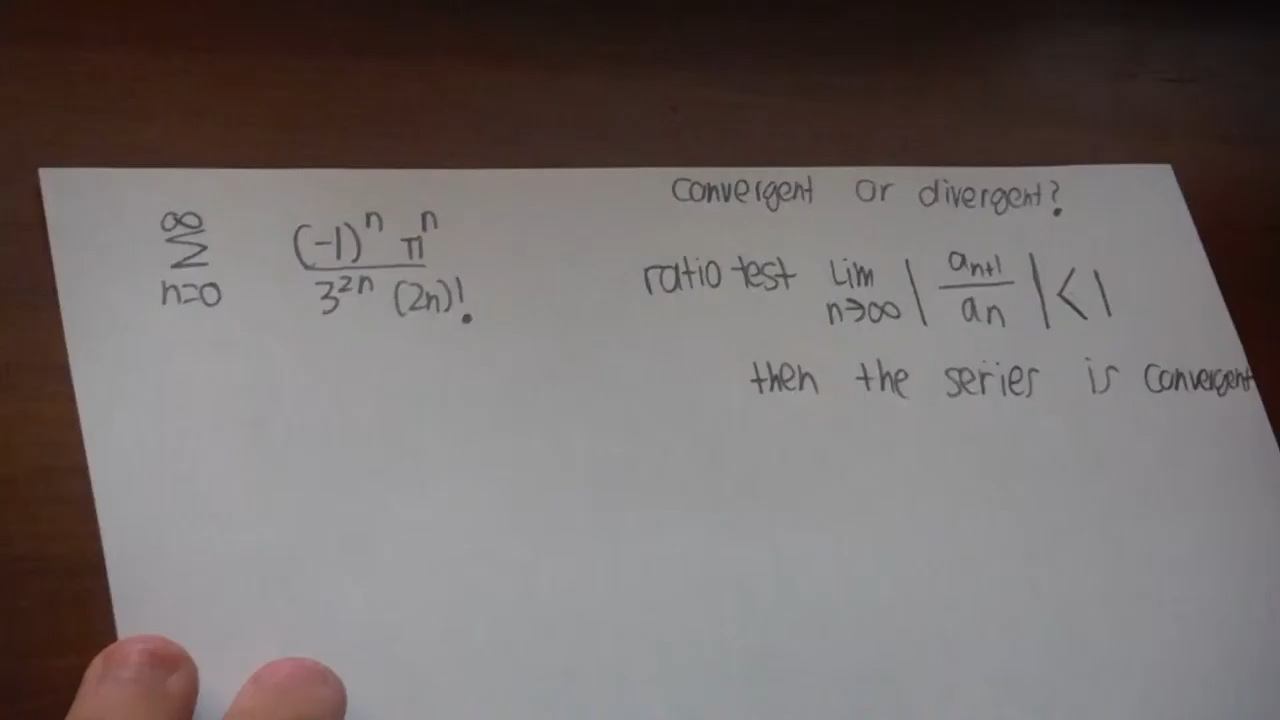 convergent or divergent?
∞
Σ
n=0
(-1)^n π^n
3^2n (2n)!
ratio test Lim n→∞ | a_n+1 / a_n | < 1
then the series is convergent